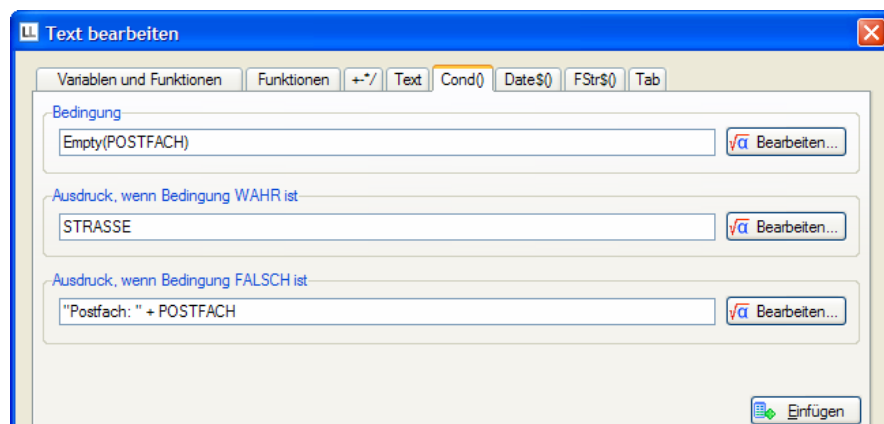 LL Text bearbeiten
Variablen und Funktionen Funktionen +-*/ Text Cond() Date$() FStr$() Tab
Bedingung
Empty(POSTFACH) √α Bearbeiten...
Ausdruck, wenn Bedingung WAHR ist
STRASSE √α Bearbeiten...
Ausdruck, wenn Bedingung FALSCH ist
"Postfach: " + POSTFACH √α Bearbeiten...
Einfügen